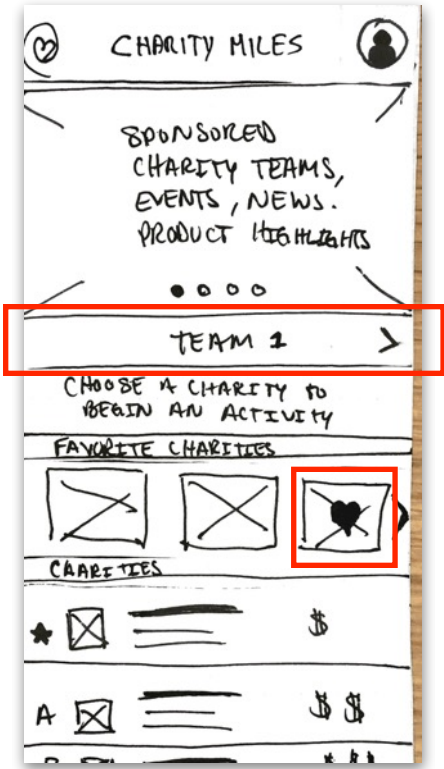 CHARITY MILES
SPONSORED
CHARITY TEAMS,
EVENTS, NEWS.
PRODUCT HIGHLIGHTS
TEAM 1 >
CHOOSE A CHARITY TO
BEGIN AN ACTIVITY
FAVORITE CHARITIES
CHARITIES
$
A $$